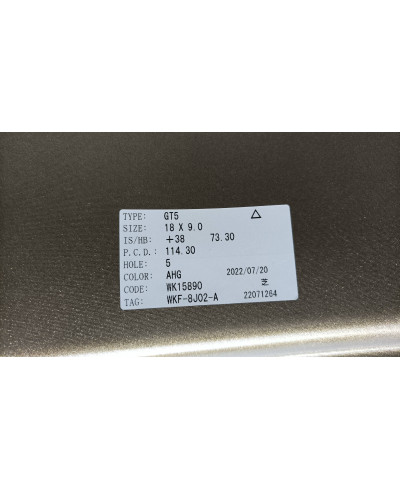 TYPE: GT5 △
SIZE: 18 X 9.0
IS/HB: +38 73.30
P.C.D.: 114.30
HOLE: 5
COLOR: AHG 2022/07/20
CODE: WK15890
TAG: WKF-8J02-A 22071264